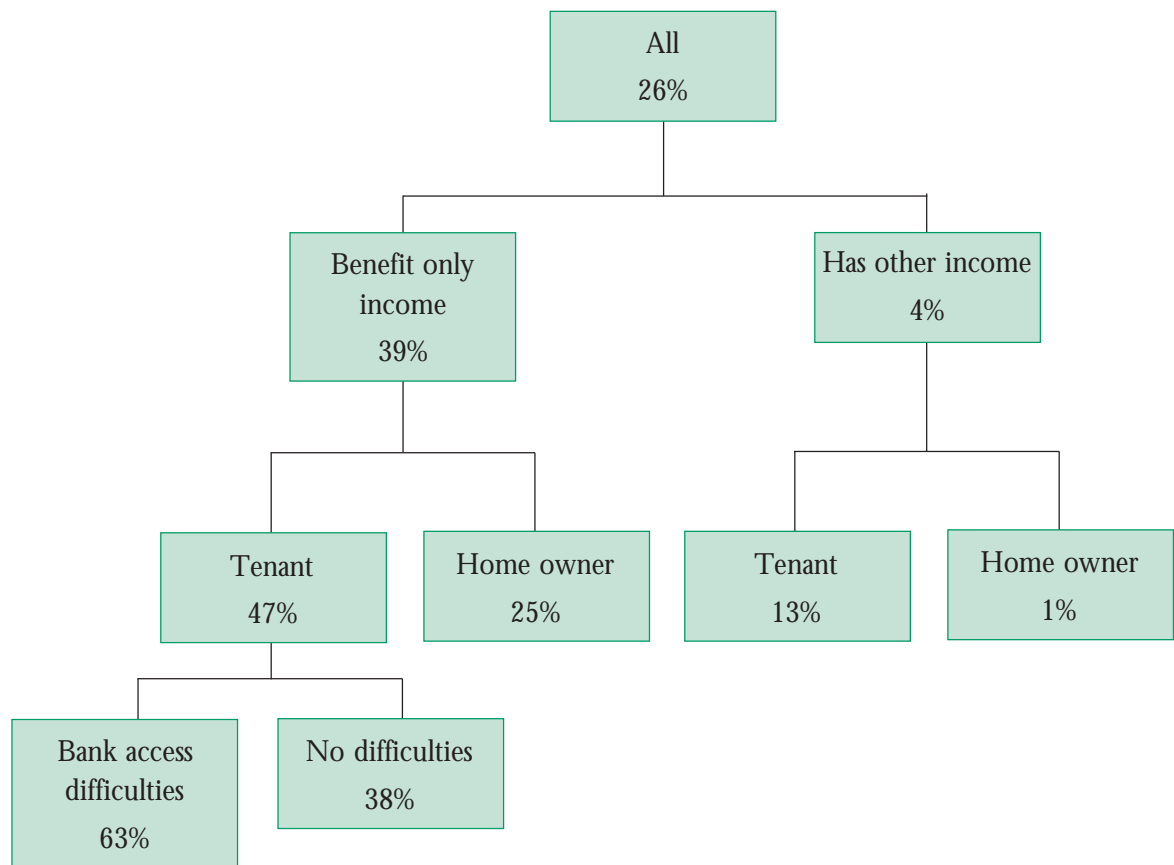 All
26%
Benefit only
income
39%
Has other income
4%
Tenant
47%
Home owner
25%
Tenant
13%
Home owner
1%
Bank access
difficulties
63%
No difficulties
38%